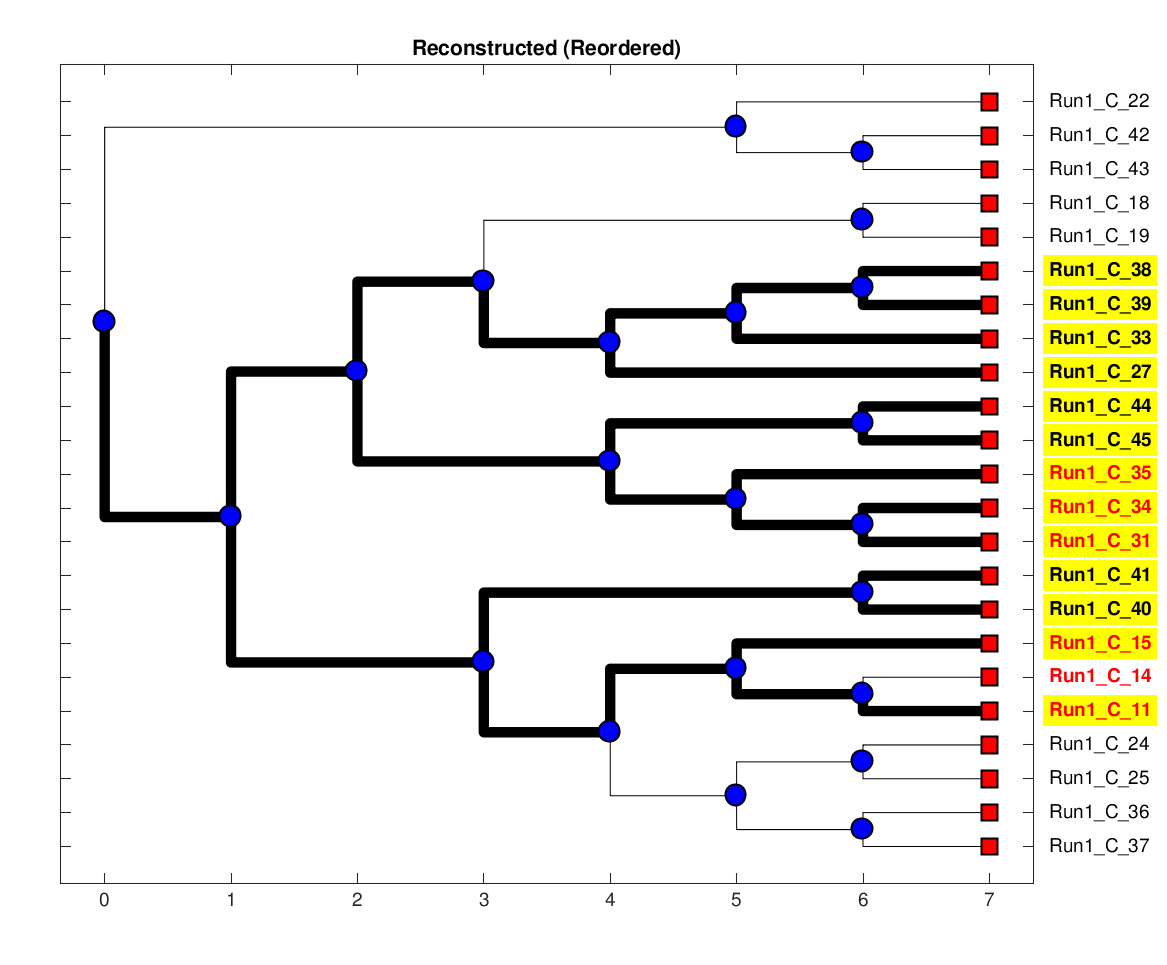 Reconstructed (Reordered)
Run1_C_22
Run1_C_42
Run1_C_43
Run1_C_18
Run1_C_19
Run1_C_38
Run1_C_39
Run1_C_33
Run1_C_27
Run1_C_44
Run1_C_45
Run1_C_35
Run1_C_34
Run1_C_31
Run1_C_41
Run1_C_40
Run1_C_15
Run1_C_14
Run1_C_11
Run1_C_24
Run1_C_25
Run1_C_36
Run1_C_37
0 1 2 3 4 5 6 7